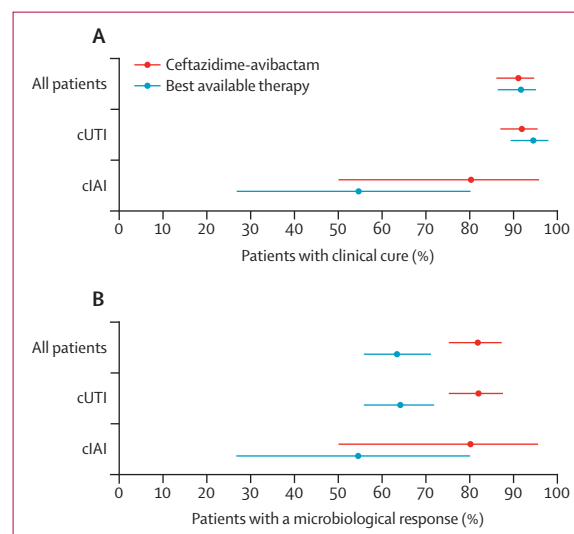 A
Ceftazidime-avibactam
Best available therapy
All patients
cUTI
cIAI
0 10 20 30 40 50 60 70 80 90 100
Patients with clinical cure (%)
B
All patients
cUTI
cIAI
0 10 20 30 40 50 60 70 80 90 100
Patients with a microbiological response (%)